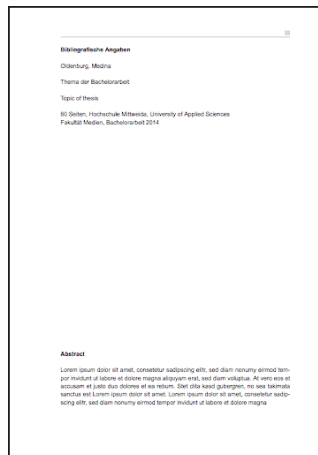 Bibliografische Angaben
Oldenburg, Medina
Thema der Bachelorarbeit
Topic of thesis
60 Seiten, Hochschule Mittweida, University of Applied Sciences
Fakultät Medien, Bachelorarbeit 2014
Abstract
Lorem ipsum dolor sit amet, consetetur sadipscing elitr, sed diam nonumy eirmod tem-
por invidunt ut labore et dolore magna aliquyam erat, sed diam voluptua. At vero eos et
accusam et justo duo dolores et ea rebum. Stet clita kasd gubergren, no sea takimata
sanctus est Lorem ipsum dolor sit amet. Lorem ipsum dolor sit amet, consetetur sadip-
scing elitr, sed diam nonumy eirmod tempor invidunt ut labore et dolore magna